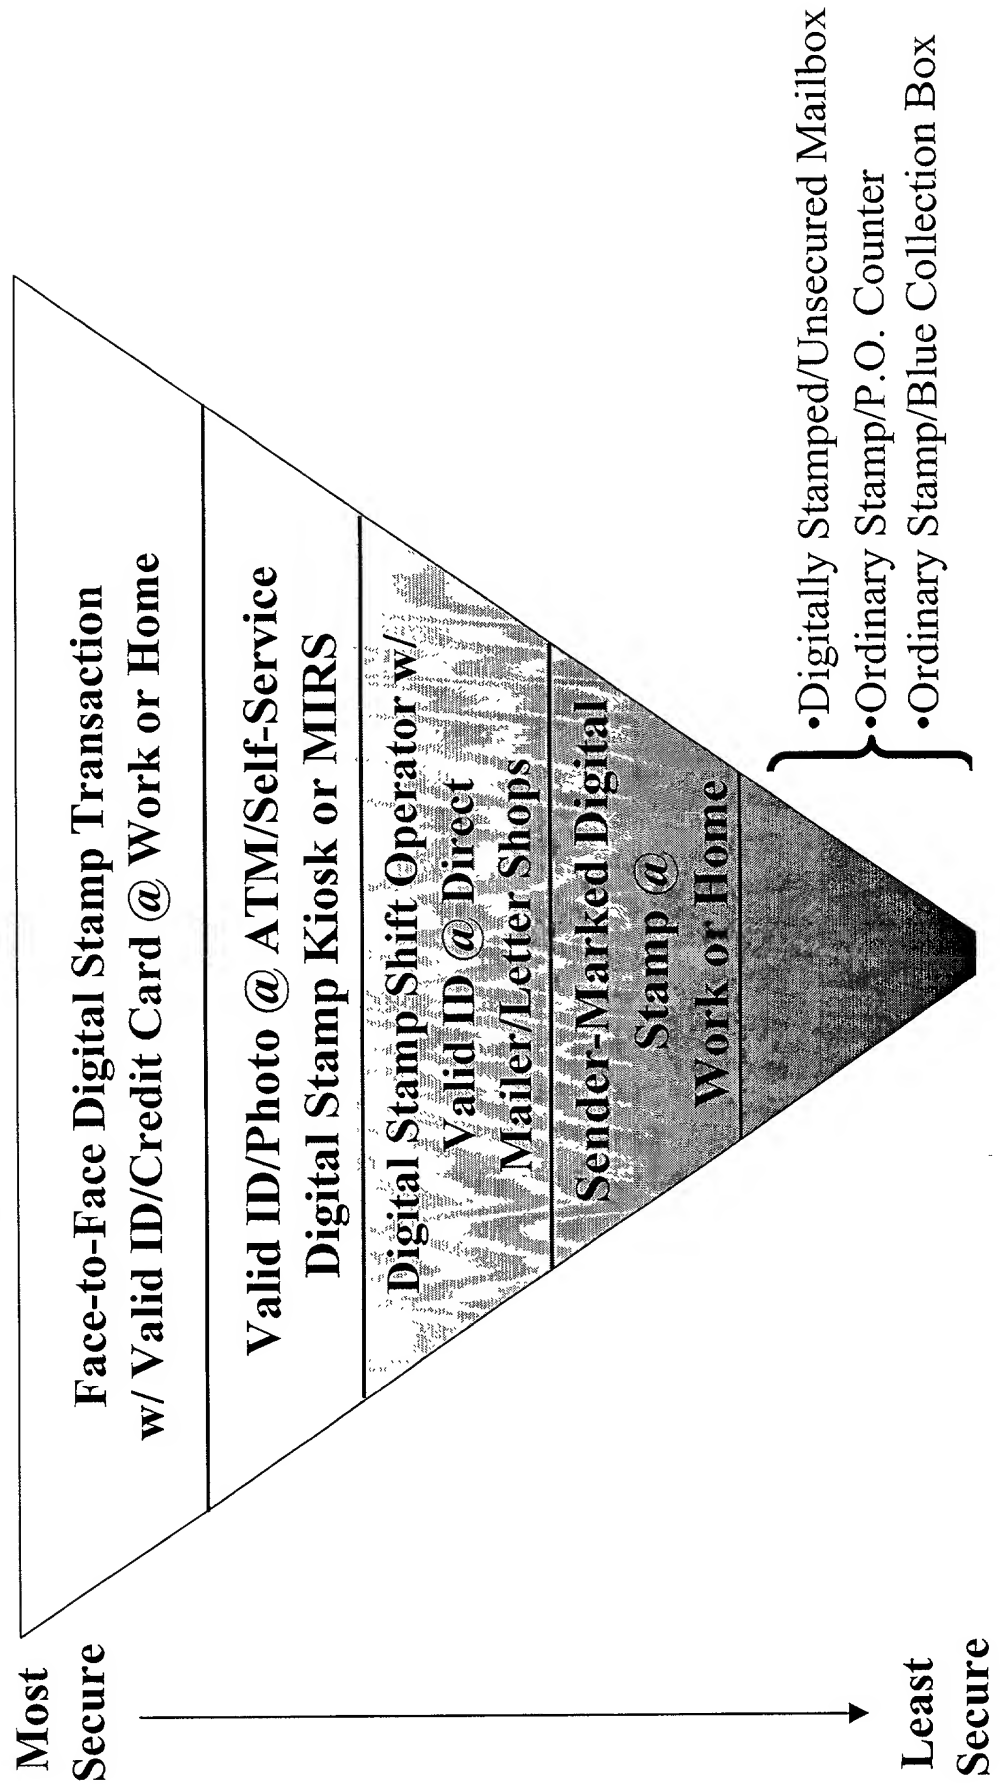 Most
Secure
Face-to-Face Digital Stamp Transaction
w/ Valid ID/Credit Card @ Work or Home
Valid ID/Photo @ ATM/Self-Service
Digital Stamp Kiosk or MIRS
Digital Stamp Shift Operator w/
Valid ID @ Direct
Mailer/Letter Shops
Sender-Marked Digital
Stamp @
Work or Home
•Digitally Stamped/Unsecured Mailbox
•Ordinary Stamp/P.O. Counter
•Ordinary Stamp/Blue Collection Box
Least
Secure